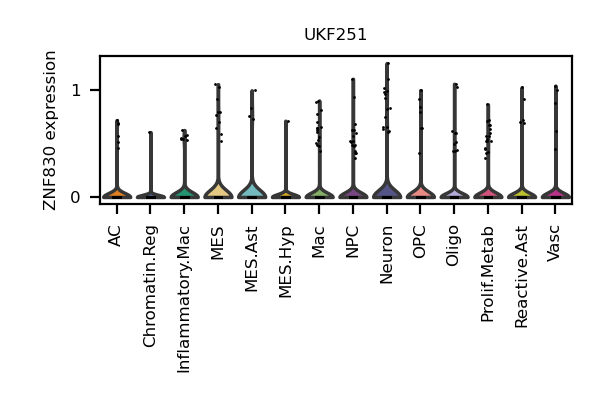 UKF251
ZNF830 expression
1
0
AC
Chromatin.Reg
Inflammatory.Mac
MES
MES.Ast
MES.Hyp
Mac
NPC
Neuron
OPC
Oligo
Prolif.Metab
Reactive.Ast
Vasc